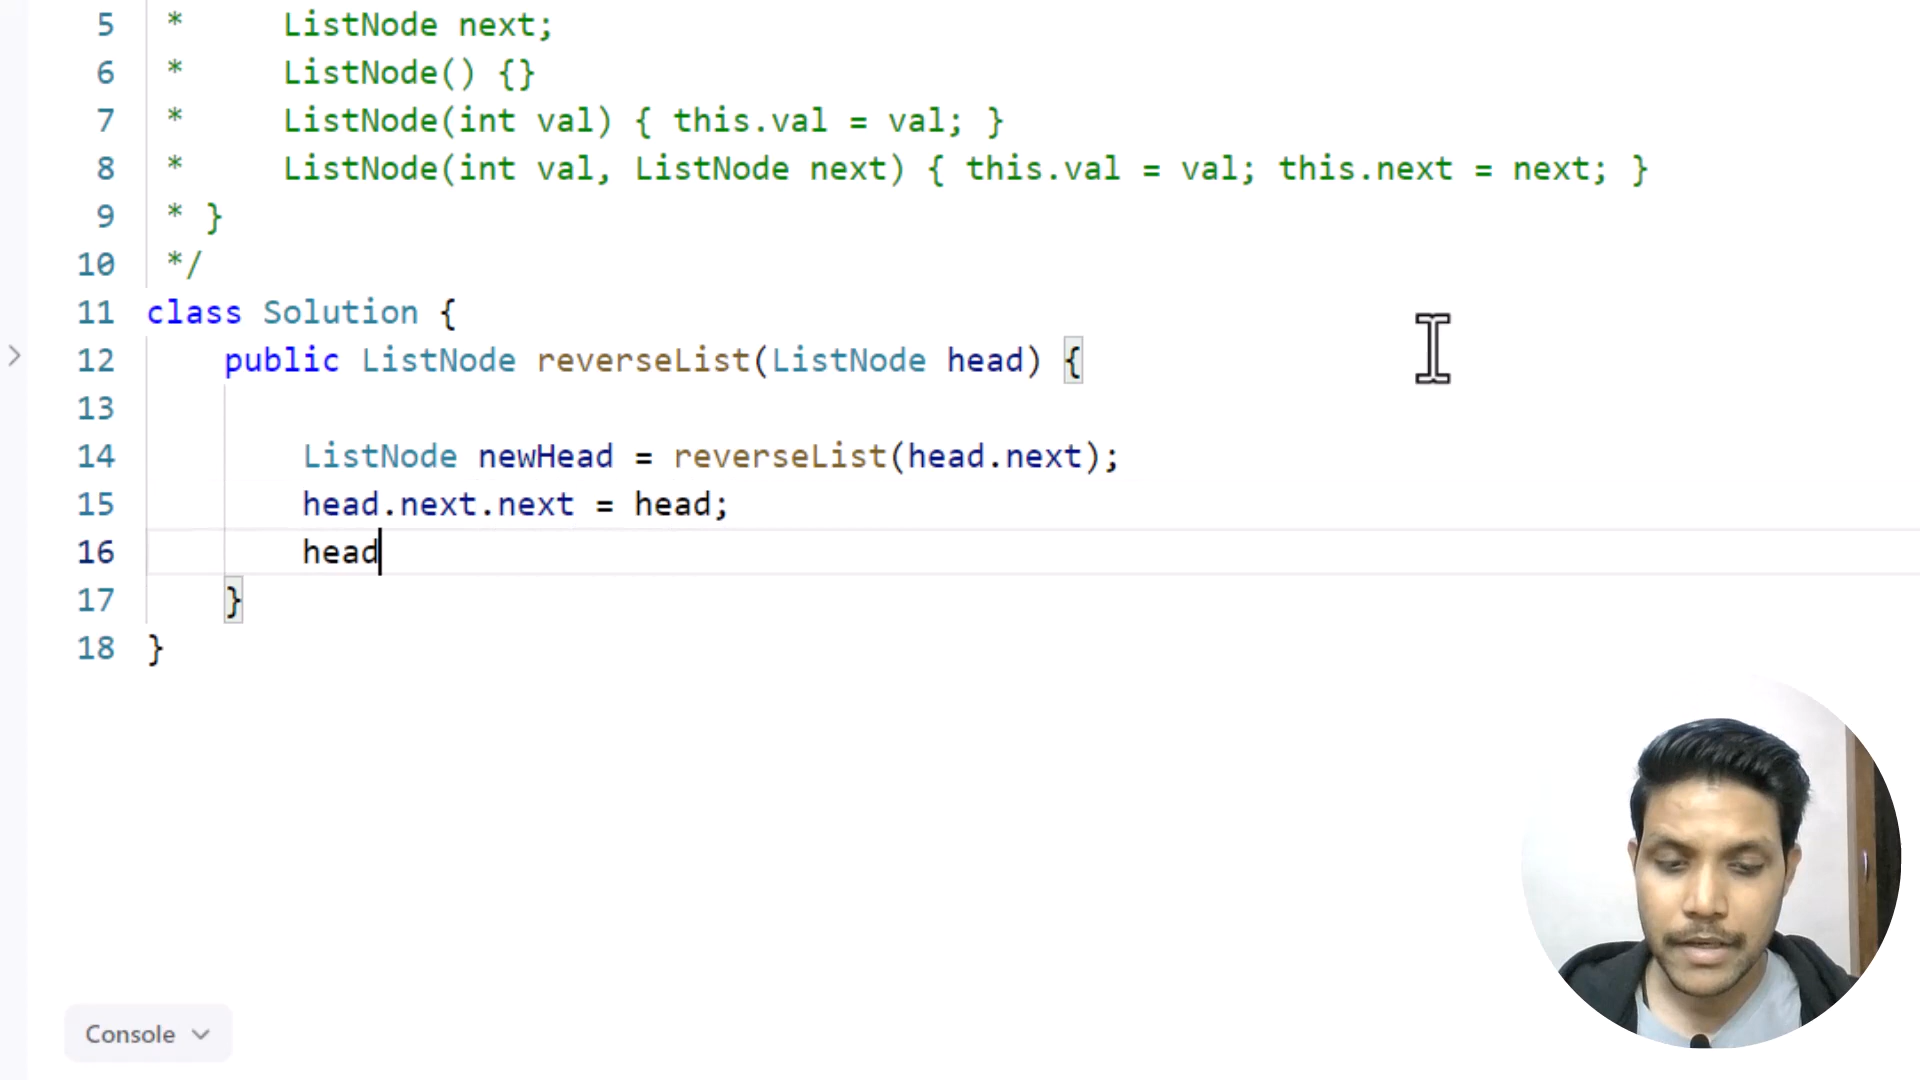 5 *     ListNode next;
6 *     ListNode() {}
7 *     ListNode(int val) { this.val = val; }
8 *     ListNode(int val, ListNode next) { this.val = val; this.next = next; }
9 * }
10 */
11 class Solution {
12     public ListNode reverseList(ListNode head) {
13
14         ListNode newHead = reverseList(head.next);
15         head.next.next = head;
16         head
17     }
18 }
Console